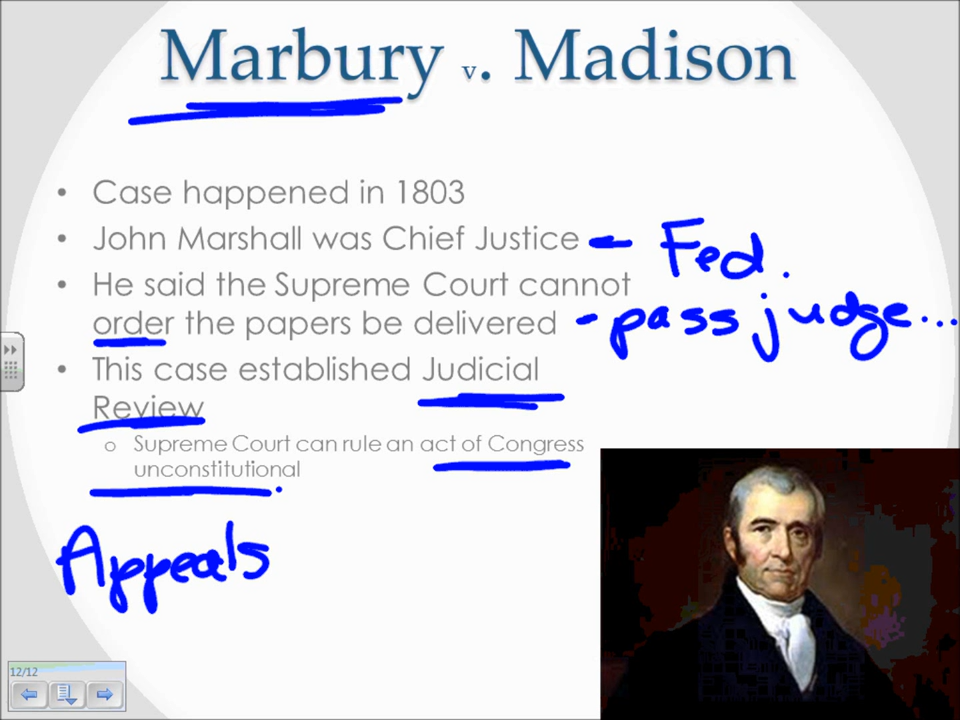 Marbury v. Madison
• Case happened in 1803
• John Marshall was Chief Justice - Fed.
• He said the Supreme Court cannot
order the papers be delivered - pass judge...
• This case established Judicial
Review
o Supreme Court can rule an act of Congress
unconstitutional
Appeals
12/12